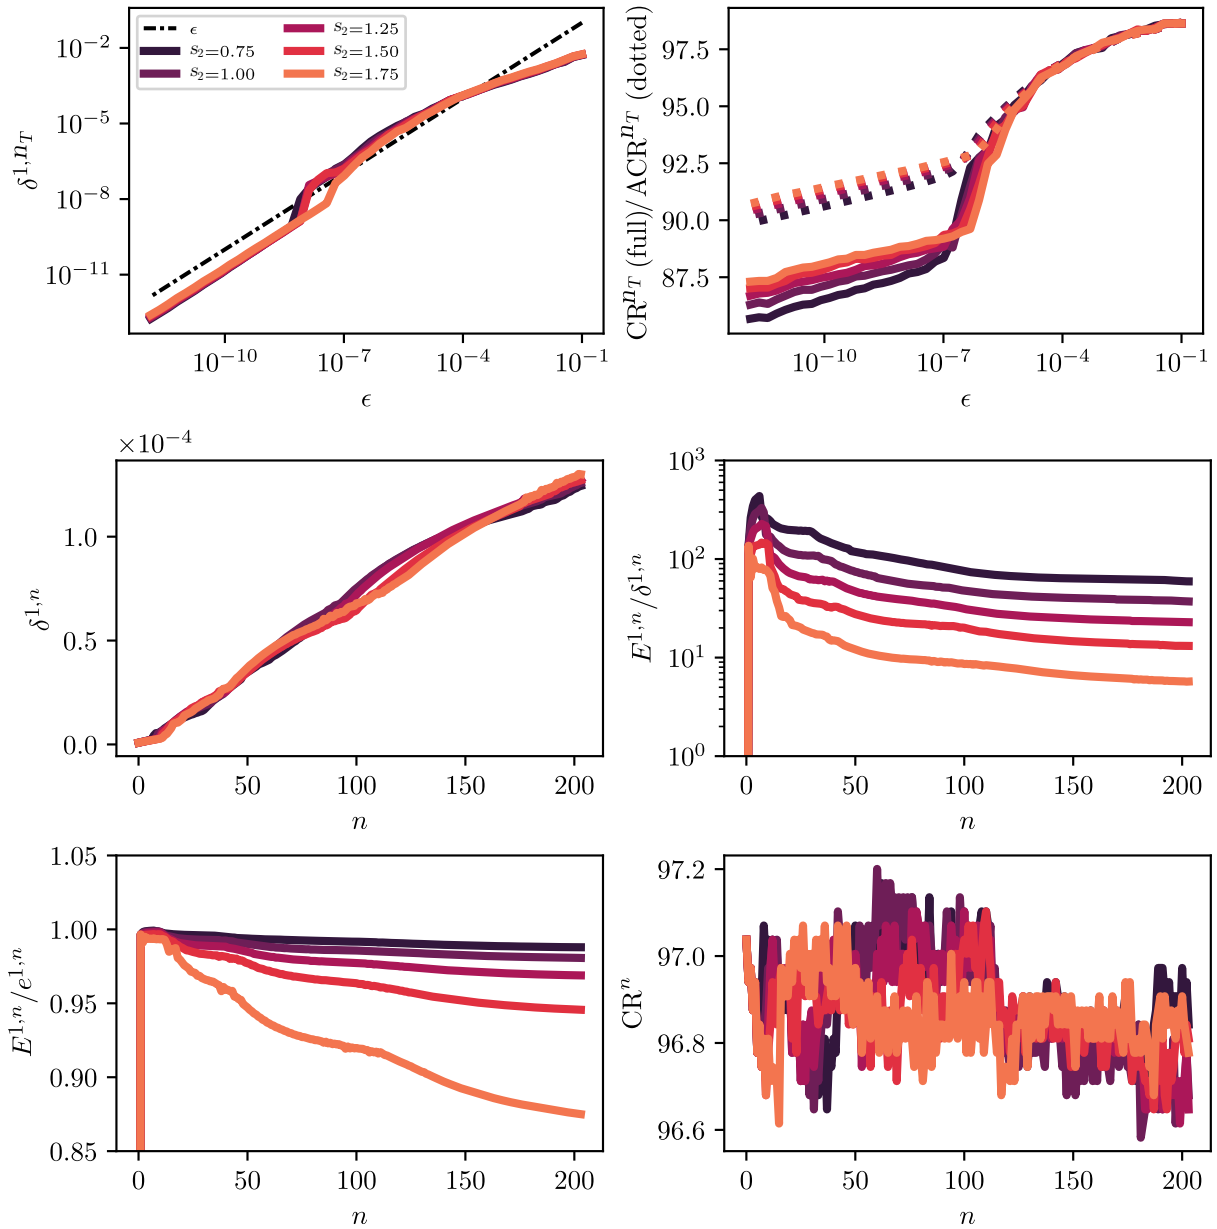 ϵ
s₂=0.75
s₂=1.00
s₂=1.25
s₂=1.50
s₂=1.75
10⁻²
10⁻⁵
10⁻⁸
10⁻¹¹
δ^{1,n_T}
10⁻¹⁰ 10⁻⁷ 10⁻⁴ 10⁻¹
ϵ
97.5
95.0
92.5
90.0
87.5
CR^{n_T} (full)/ACR^{n_T} (dotted)
10⁻¹⁰ 10⁻⁷ 10⁻⁴ 10⁻¹
ϵ
×10⁻⁴
1.0
0.5
0.0
δ^{1,n}
0 50 100 150 200
n
10³
10²
10¹
10⁰
E^{1,n}/δ^{1,n}
0 50 100 150 200
n
1.05
1.00
0.95
0.90
0.85
E^{1,n}/e^{1,n}
0 50 100 150 200
n
97.2
97.0
96.8
96.6
CRⁿ
0 50 100 150 200
n